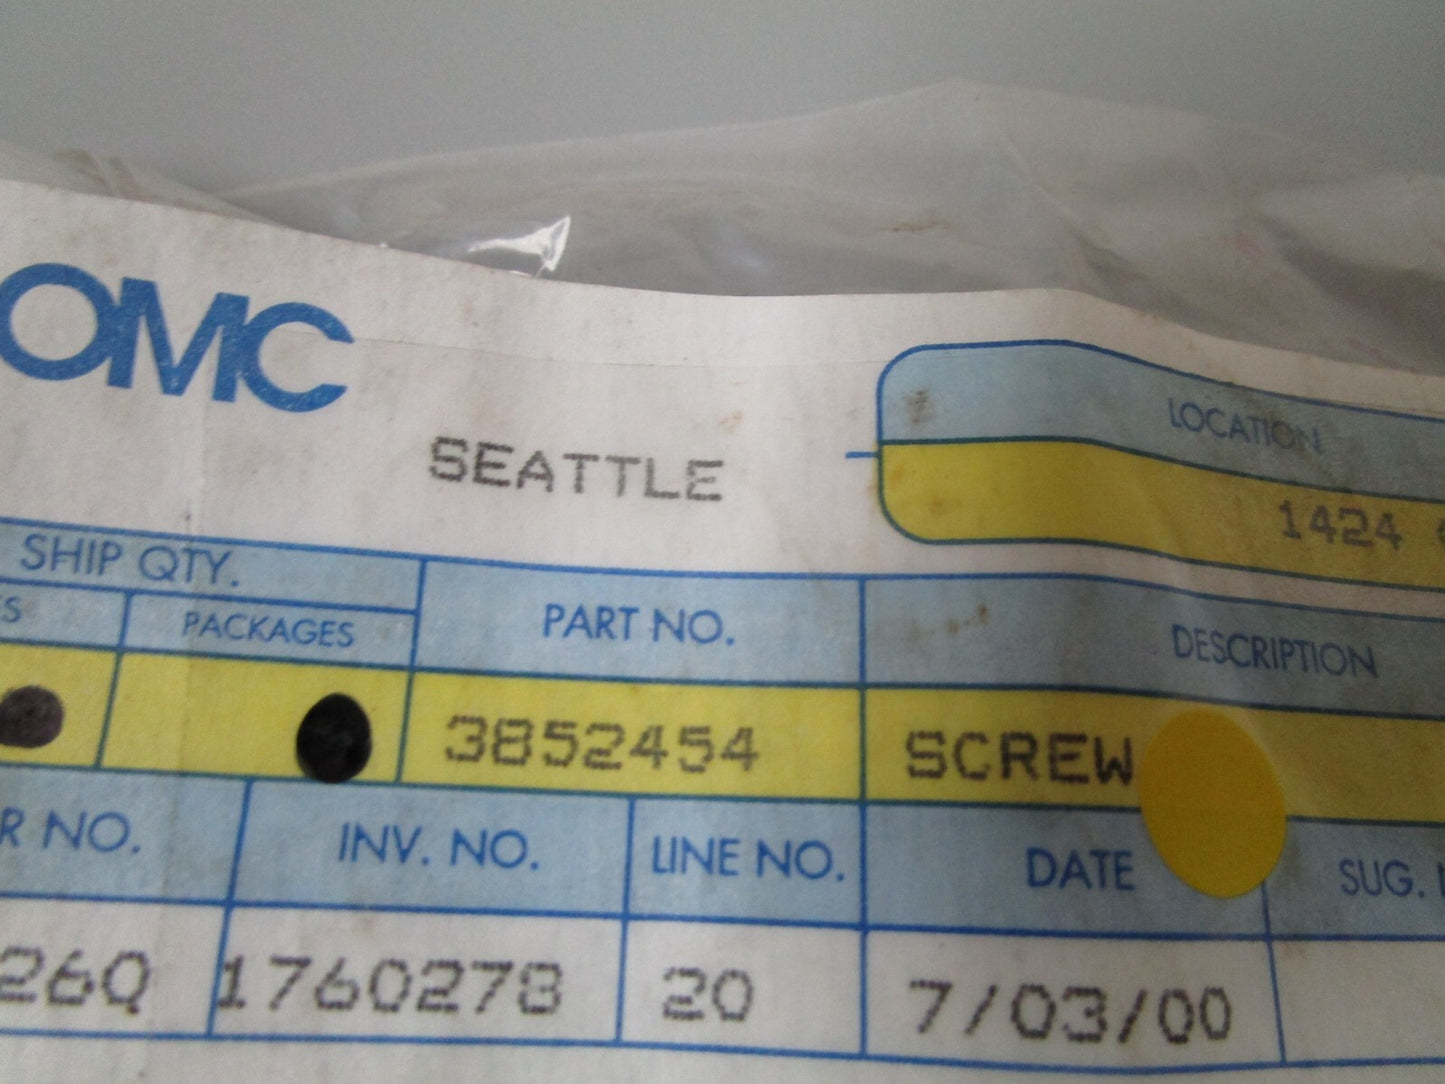 OMC
SEATTLE
LOCATION
1424
SHIP QTY.
PACKAGES
PART NO.
DESCRIPTION
3852454
SCREW
R NO.
INV. NO.
LINE NO.
DATE
SUG.
26Q
1760278
20
7/03/00